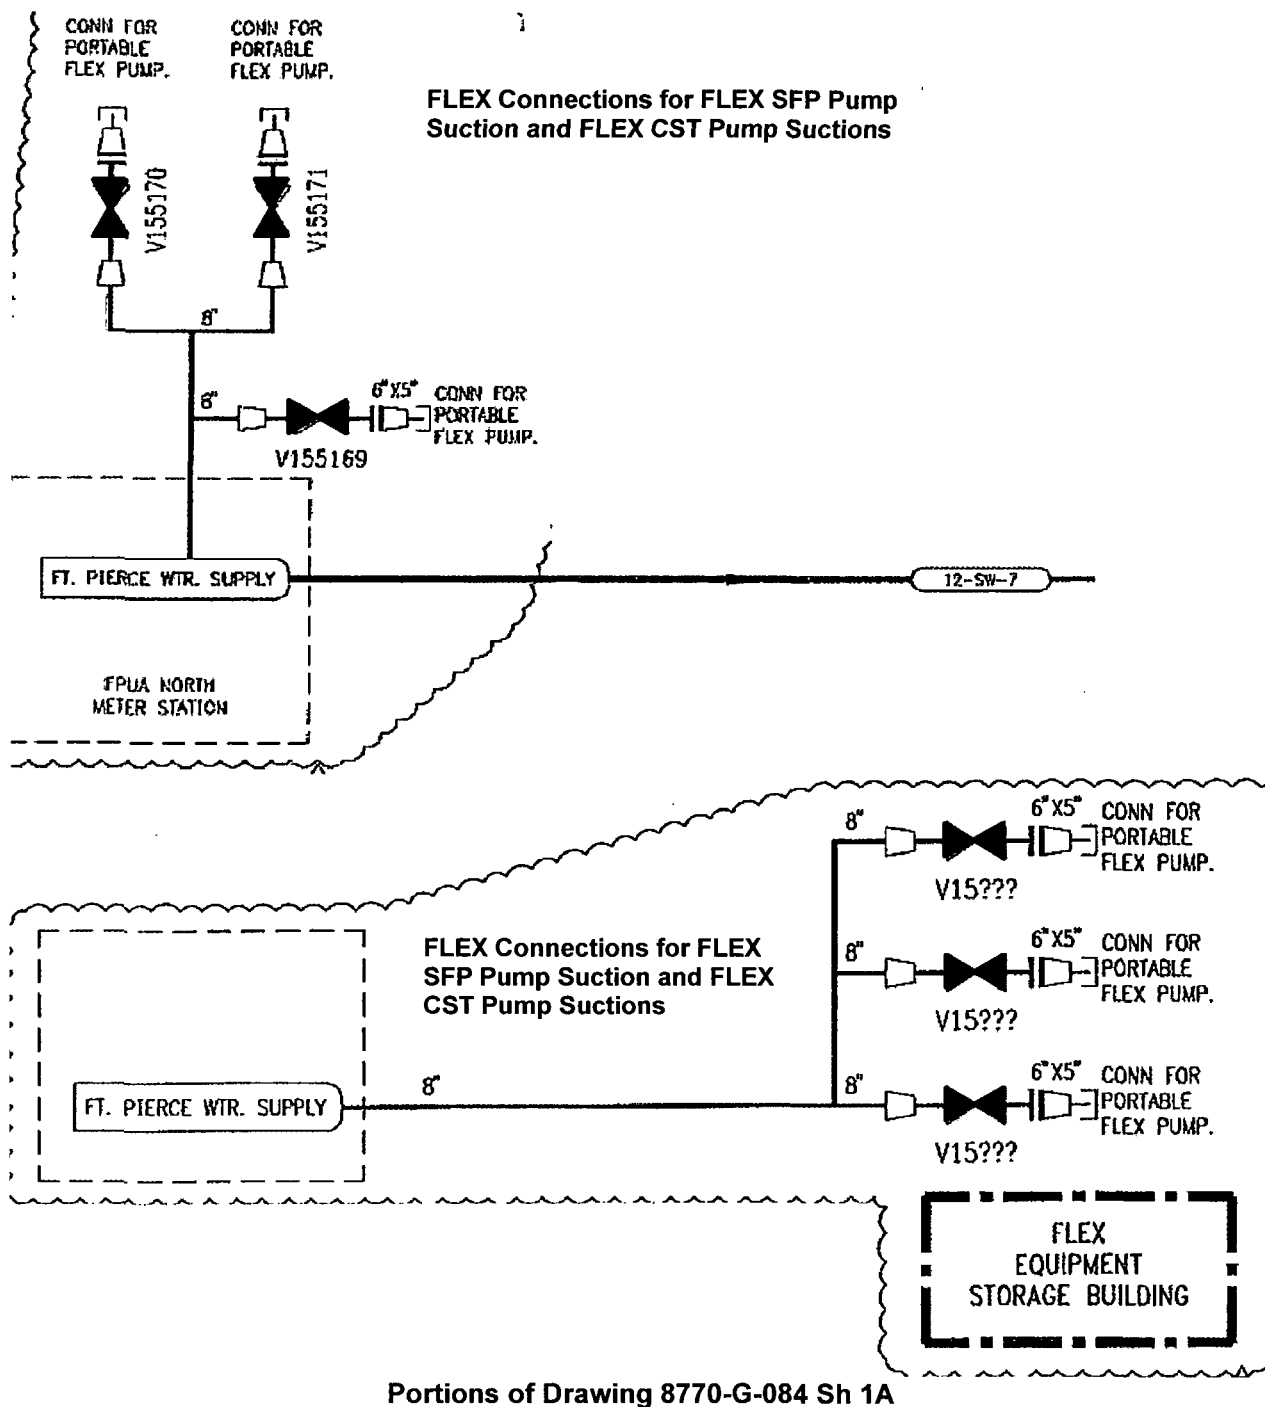 CONN FOR
PORTABLE
FLEX PUMP.
CONN FOR
PORTABLE
FLEX PUMP.
FLEX Connections for FLEX SFP Pump
Suction and FLEX CST Pump Suctions
V155170
V155171
8"
6"
6"X5"
CONN FOR
PORTABLE
FLEX PUMP.
V155169
FT. PIERCE WTR. SUPPLY
12-SW-7
FPUA NORTH
METER STATION
8"
6"X5"
CONN FOR
PORTABLE
FLEX PUMP.
V15???
FLEX Connections for FLEX
SFP Pump Suction and FLEX
CST Pump Suctions
8"
6"X5"
CONN FOR
PORTABLE
FLEX PUMP.
V15???
FT. PIERCE WTR. SUPPLY
8"
8"
6"X5"
CONN FOR
PORTABLE
FLEX PUMP.
V15???
FLEX
EQUIPMENT
STORAGE BUILDING
Portions of Drawing 8770-G-084 Sh 1A